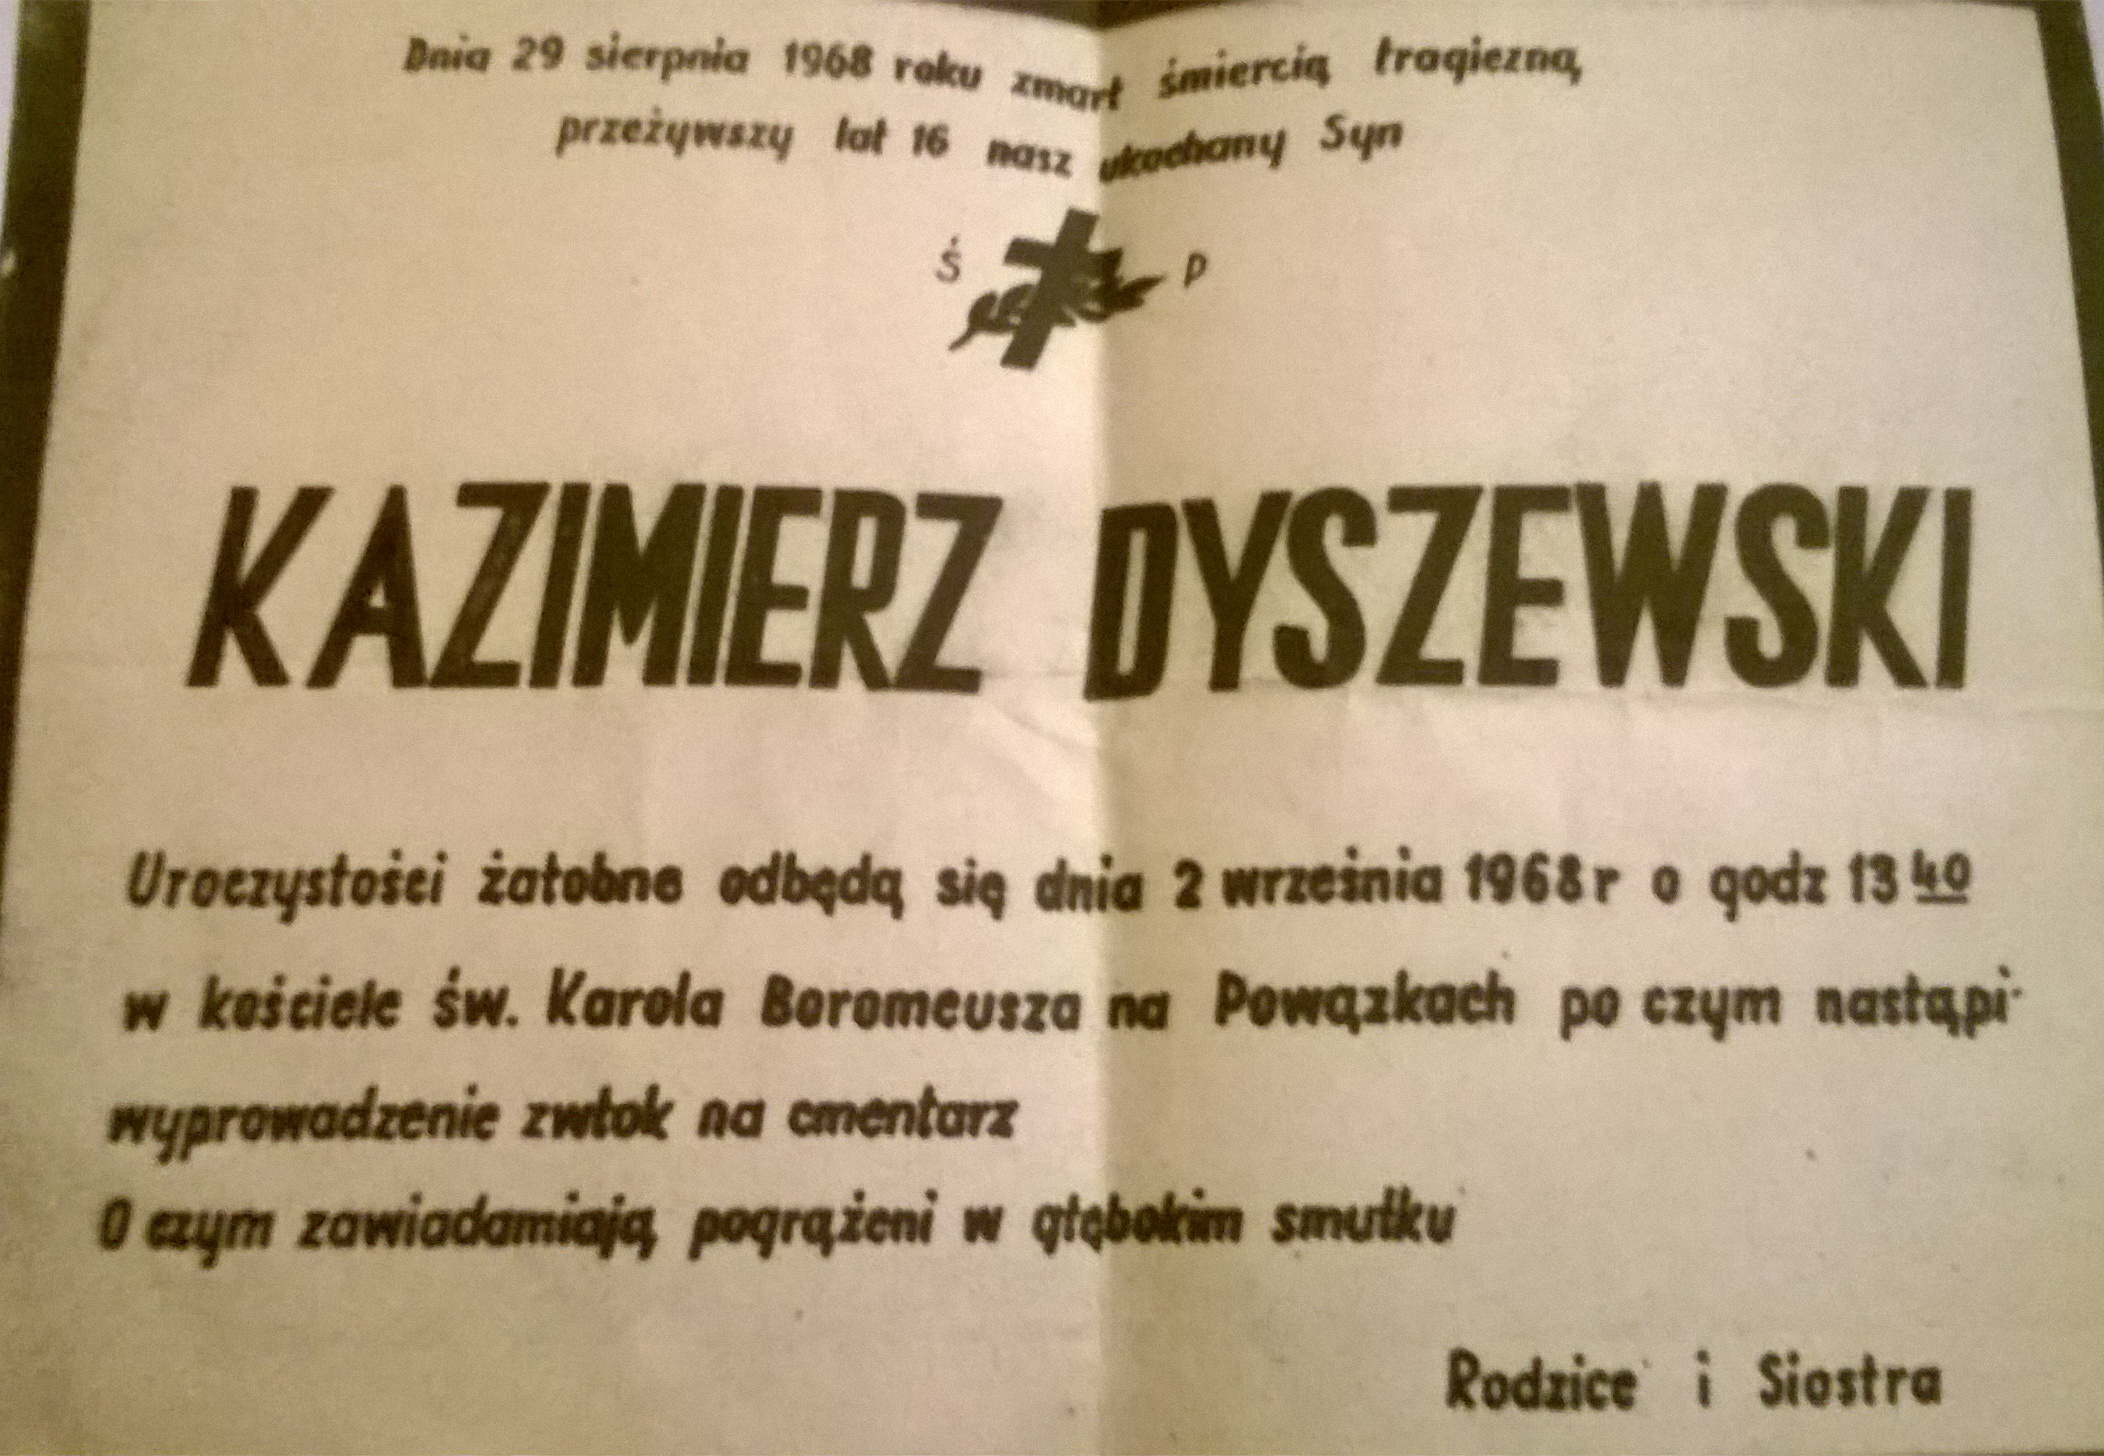 Dnia 29 sierpnia 1968 roku zmarł śmiercią tragiczną,
przeżywszy lat 16 nasz ukochany Syn
Ś P
KAZIMIERZ DYSZEWSKI
Uroczystości żałobne odbędą się dnia 2 września 1968 r o godz 13 40
w kościele św. Karola Boromeusza na Powązkach po czym nastąpi
wyprowadzenie zwłok na cmentarz
O czym zawiadamiają pogrążeni w głębokim smutku
Rodzice i Siostra